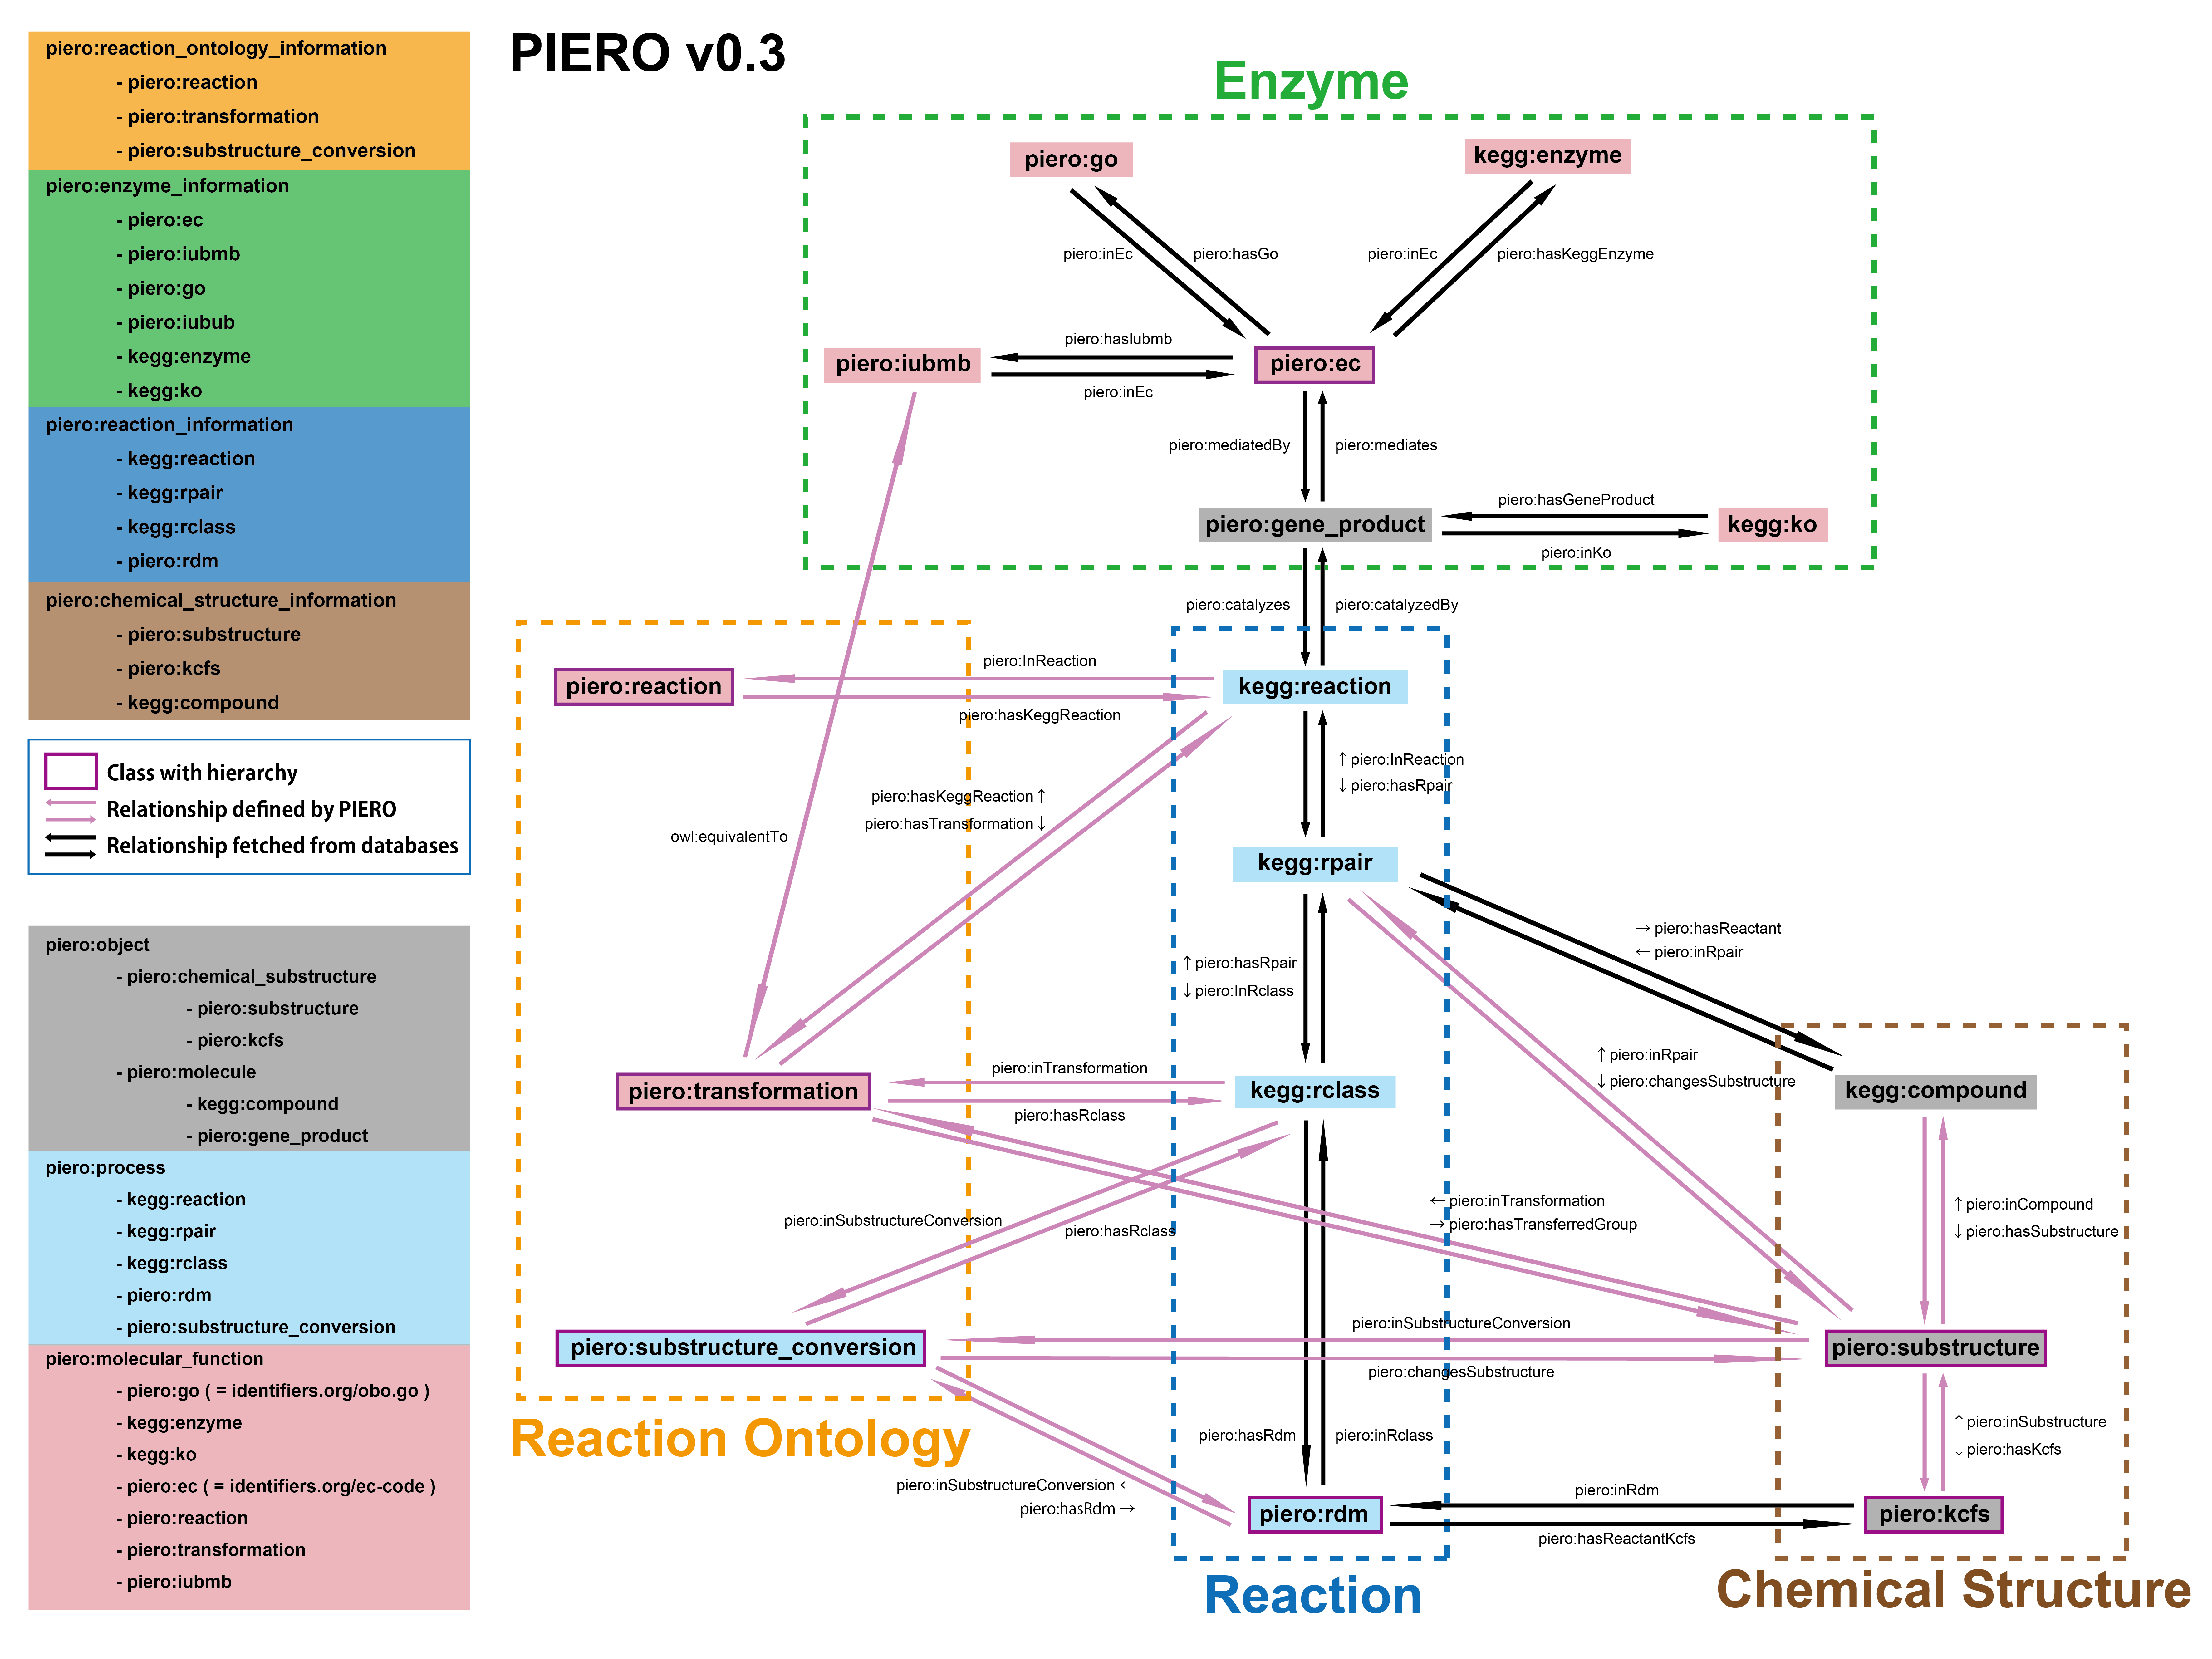 piero:reaction_ontology_information
- piero:reaction
- piero:transformation
- piero:substructure_conversion
piero:enzyme_information
- piero:ec
- piero:iubmb
- piero:go
- piero:iubub
- kegg:enzyme
- kegg:ko
piero:reaction_information
- kegg:reaction
- kegg:rpair
- kegg:rclass
- piero:rdm
piero:chemical_structure_information
- piero:substructure
- piero:kcfs
- kegg:compound
Class with hierarchy
Relationship defined by PIERO
Relationship fetched from databases
piero:object
- piero:chemical_substructure
- piero:substructure
- piero:kcfs
- piero:molecule
- kegg:compound
- piero:gene_product
piero:process
- kegg:reaction
- kegg:rpair
- kegg:rclass
- piero:rdm
- piero:substructure_conversion
piero:molecular_function
- piero:go ( = identifiers.org/obo.go )
- kegg:enzyme
- kegg:ko
- piero:ec ( = identifiers.org/ec-code )
- piero:reaction
- piero:transformation
- piero:iubmb
PIERO v0.3
Enzyme
piero:go
kegg:enzyme
piero:inEc
piero:hasGo
piero:inEc
piero:hasKeggEnzyme
piero:hasIubmb
piero:iubmb
piero:ec
piero:inEc
piero:mediatedBy
piero:mediates
piero:hasGeneProduct
piero:gene_product
kegg:ko
piero:inKo
piero:catalyzes
piero:catalyzedBy
piero:InReaction
piero:reaction
kegg:reaction
piero:hasKeggReaction
↑ piero:InReaction
↓ piero:hasRpair
piero:hasKeggReaction ↑
piero:hasTransformation ↓
owl:equivalentTo
kegg:rpair
→ piero:hasReactant
← piero:inRpair
↑ piero:hasRpair
↓ piero:InRclass
↑ piero:inRpair
↓ piero:changesSubstructure
piero:inTransformation
piero:transformation
kegg:rclass
kegg:compound
piero:hasRclass
← piero:inTransformation
→ piero:hasTransferredGroup
↑ piero:inCompound
↓ piero:hasSubstructure
piero:inSubstructureConversion
piero:hasRclass
piero:inSubstructureConversion
piero:substructure_conversion
piero:substructure
piero:changesSubstructure
Reaction Ontology
piero:hasRdm
piero:inRclass
↑ piero:inSubstructure
↓ piero:hasKcfs
piero:inSubstructureConversion ←
piero:hasRdm →
piero:inRdm
piero:rdm
piero:kcfs
piero:hasReactantKcfs
Reaction
Chemical Structure